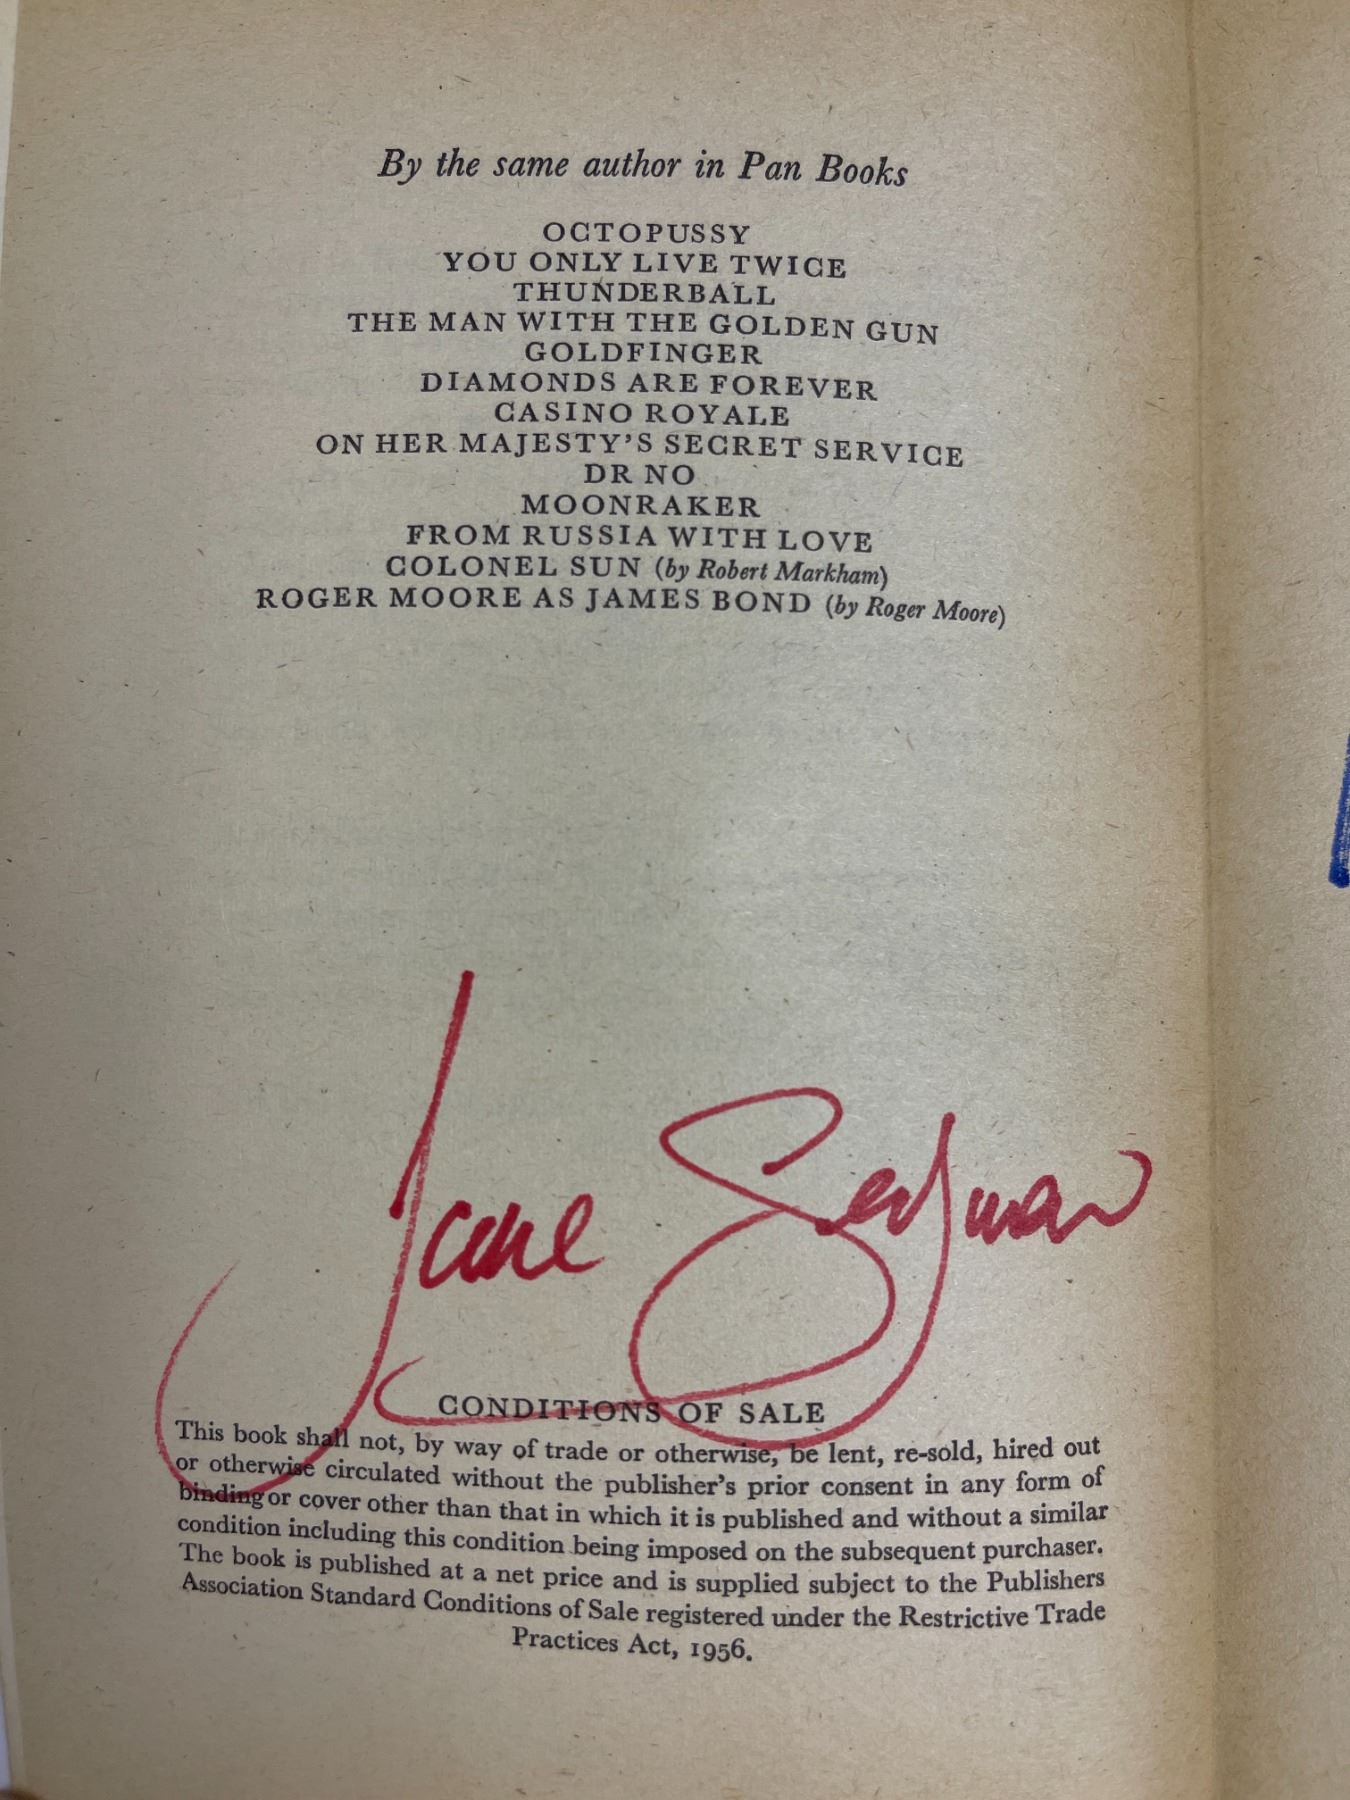 By the same author in Pan Books
OCTOPUSSY
YOU ONLY LIVE TWICE
THUNDERBALL
THE MAN WITH THE GOLDEN GUN
GOLDFINGER
DIAMONDS ARE FOREVER
CASINO ROYALE
ON HER MAJESTY'S SECRET SERVICE
DR NO
MOONRAKER
FROM RUSSIA WITH LOVE
COLONEL SUN (by Robert Markham)
ROGER MOORE AS JAMES BOND (by Roger Moore)
Jane Seymour
CONDITIONS OF SALE
This book shall not, by way of trade or otherwise, be lent, re-sold, hired out
or otherwise circulated without the publisher's prior consent in any form of
binding or cover other than that in which it is published and without a similar
condition including this condition being imposed on the subsequent purchaser.
The book is published at a net price and is supplied subject to the Publishers
Association Standard Conditions of Sale registered under the Restrictive Trade
Practices Act, 1956.